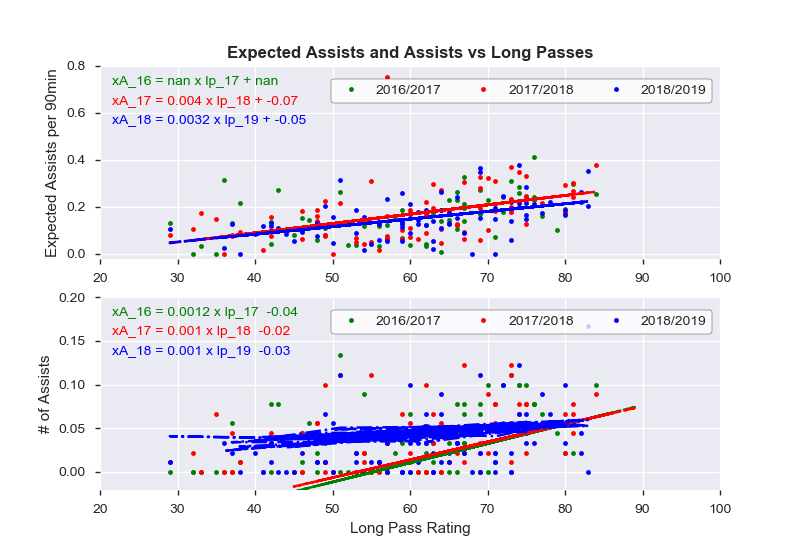 Expected Assists and Assists vs Long Passes
Expected Assists per 90min
0.8
0.6
0.4
0.2
0.0
xA_16 = nan x lp_17 + nan
xA_17 = 0.004 x lp_18 + -0.07
xA_18 = 0.0032 x lp_19 + -0.05
2016/2017 2017/2018 2018/2019
20 30 40 50 60 70 80 90 100
# of Assists
0.20
0.15
0.10
0.05
0.00
xA_16 = 0.0012 x lp_17 -0.04
xA_17 = 0.001 x lp_18 -0.02
xA_18 = 0.001 x lp_19 -0.03
2016/2017 2017/2018 2018/2019
20 30 40 50 60 70 80 90 100
Long Pass Rating